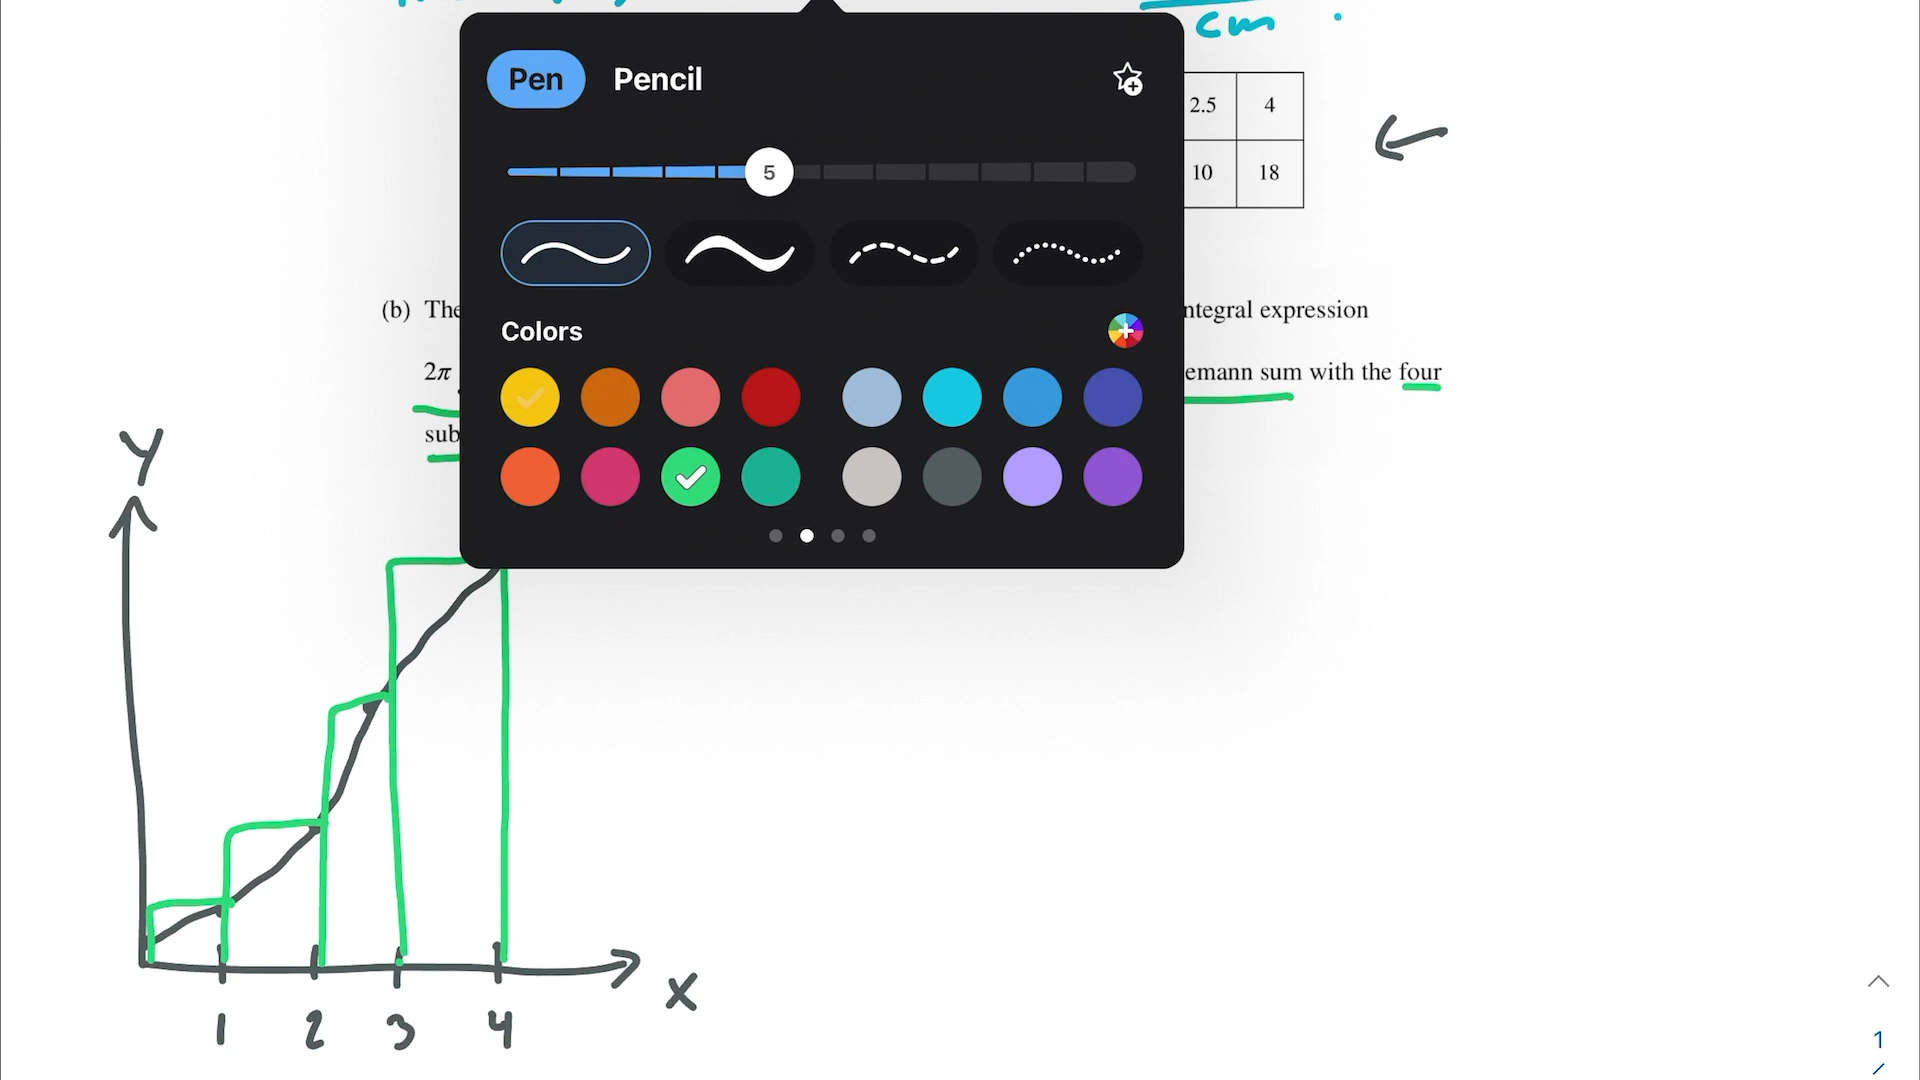 cm .
Pen Pencil
2.5 4
5
10 18
(b) The
ntegral expression
Colors
2π
emann sum with the four
sub
y
x
1 2 3 4
1